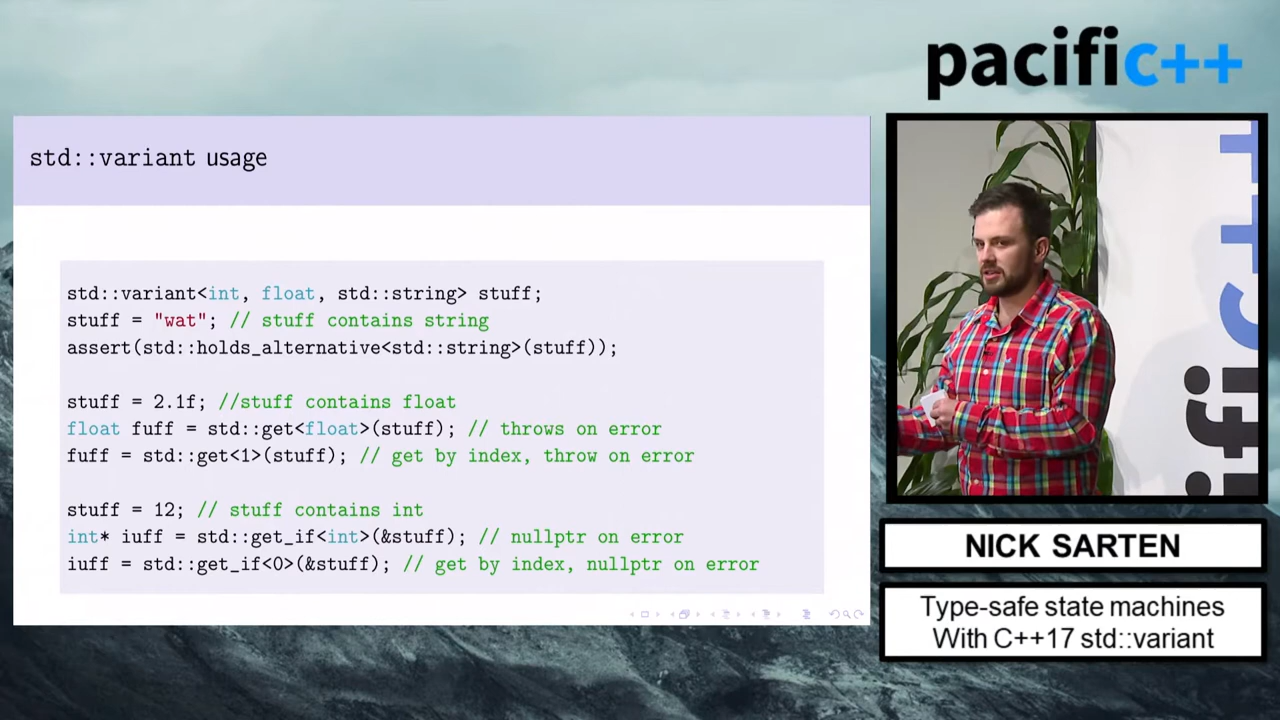 pacific++
std::variant usage
std::variant<int, float, std::string> stuff;
stuff = "wat"; // stuff contains string
assert(std::holds_alternative<std::string>(stuff));
stuff = 2.1f; //stuff contains float
float fuff = std::get<float>(stuff); // throws on error
fuff = std::get<1>(stuff); // get by index, throw on error
stuff = 12; // stuff contains int
int* iuff = std::get_if<int>(&stuff); // nullptr on error
iuff = std::get_if<0>(&stuff); // get by index, nullptr on error
ific++
NICK SARTEN
Type-safe state machines
With C++17 std::variant